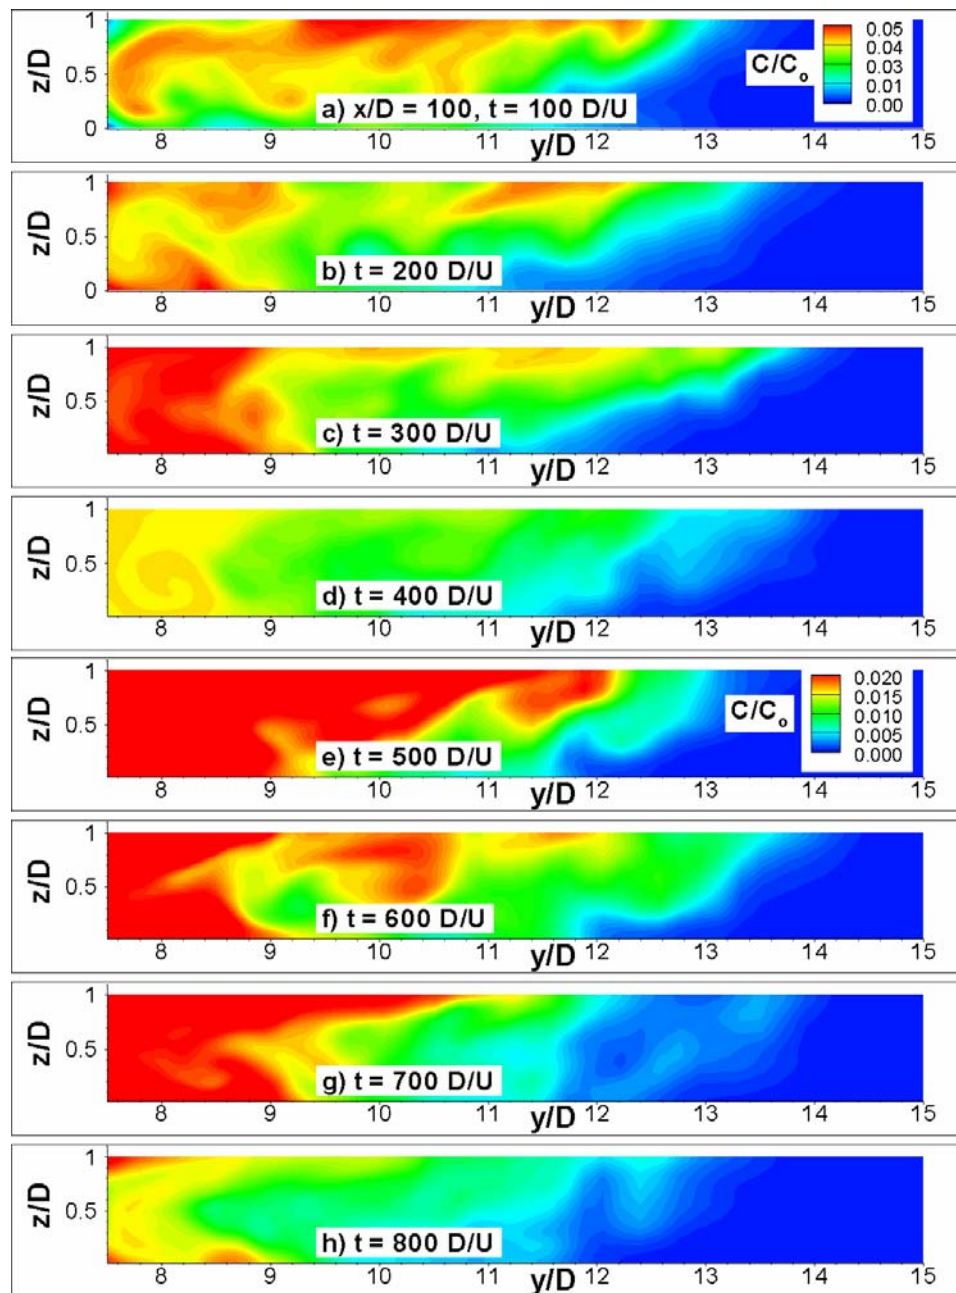 1
z/D
0.5
0
C/Co
0.05
0.04
0.03
0.01
0.00
a) x/D = 100, t = 100 D/U
8 9 10 11 y/D 12 13 14 15
1
z/D
0.5
0
b) t = 200 D/U
8 9 10 11 y/D 12 13 14 15
1
z/D
0.5
c) t = 300 D/U
8 9 10 11 y/D 12 13 14 15
1
z/D
0.5
d) t = 400 D/U
8 9 10 11 y/D 12 13 14 15
1
z/D
0.5
C/Co
0.020
0.010
0.005
0.000
e) t = 500 D/U
8 9 10 11 y/D 12 13 14 15
1
z/D
0.5
f) t = 600 D/U
8 9 10 11 y/D 12 13 14 15
1
z/D
0.5
g) t = 700 D/U
8 9 10 11 y/D 12 13 14 15
1
z/D
0.5
h) t = 800 D/U
8 9 10 11 y/D 12 13 14 15